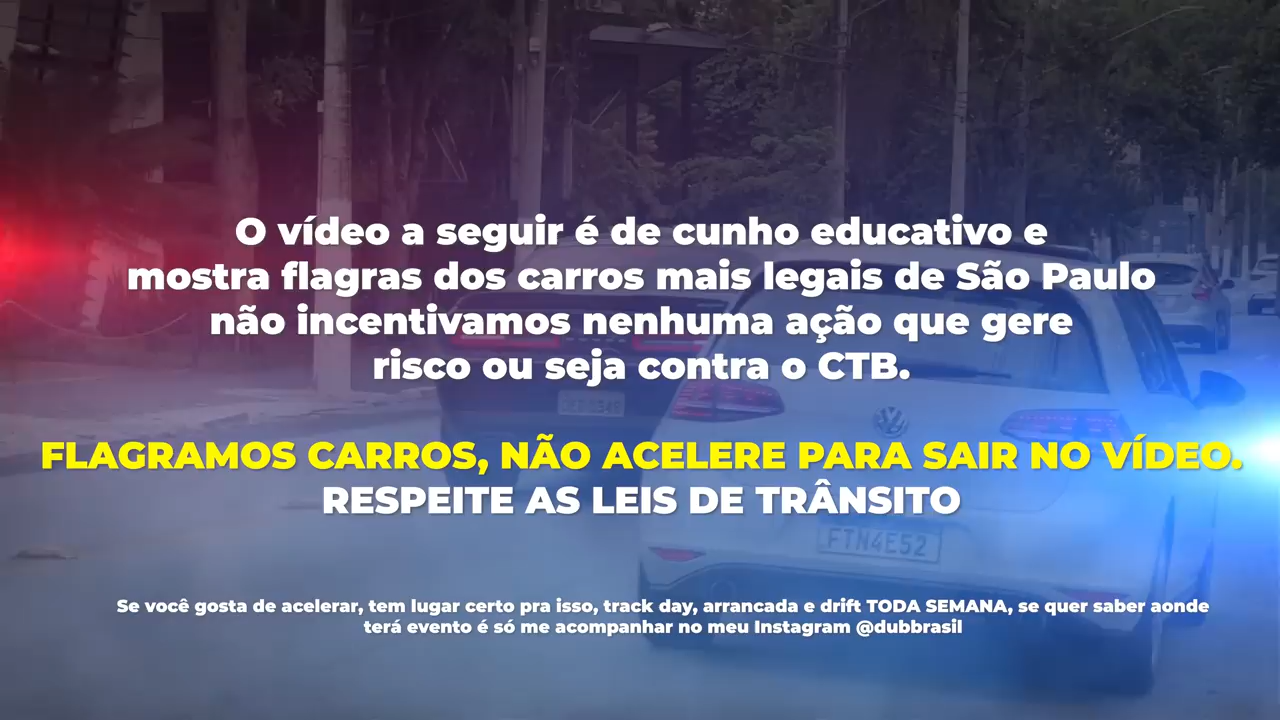 O vídeo a seguir é de cunho educativo e
mostra flagras dos carros mais legais de São Paulo
não incentivamos nenhuma ação que gere
risco ou seja contra o CTB.
FLAGRAMOS CARROS, NÃO ACELERE PARA SAIR NO VÍDEO.
RESPEITE AS LEIS DE TRÂNSITO
FTN4E52
Se você gosta de acelerar, tem lugar certo pra isso, track day, arrancada e drift TODA SEMANA, se quer saber aonde
terá evento é só me acompanhar no meu Instagram @dubbrasil